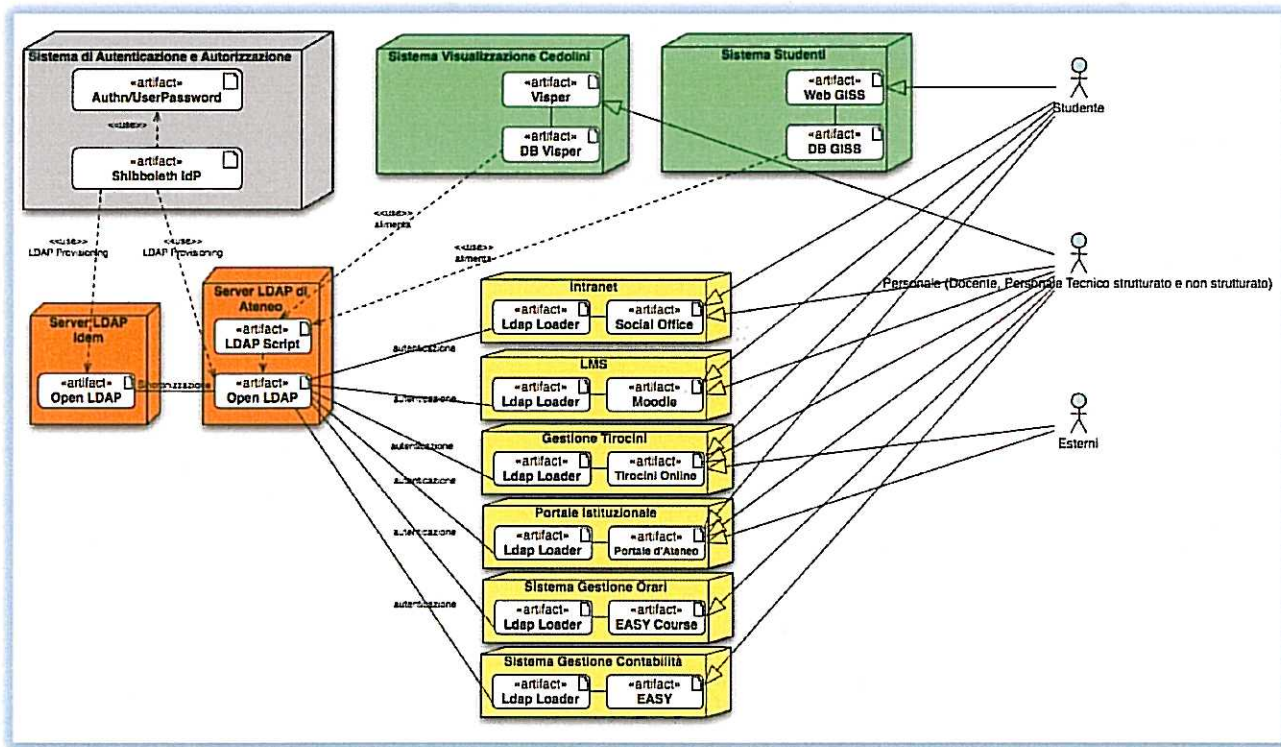 Sistema di Autenticazione e Autorizzazione
«artifact»
Authn/UserPassword
<<use>>
«artifact»
Shibboleth IdP
Sistema Visualizzazione Cedolini
«artifact»
Visper
«artifact»
DB Visper
Sistema Studenti
«artifact»
Web GISS
«artifact»
DB GISS
Studente
<<use>>
LDAP Provisioning
<<use>>
LDAP Provisioning
<<use>>
alimenta
<<use>>
alimenta
Personale (Docente, Personale Tecnico strutturato e non strutturato)
Esterni
Server LDAP
Idem
«artifact»
Open LDAP
Sincronizzazione
Server LDAP di
Ateneo
«artifact»
LDAP Script
«artifact»
Open LDAP
autenticazione
autenticazione
autenticazione
autenticazione
autenticazione
autenticazione
Intranet
«artifact»
Ldap Loader
«artifact»
Social Office
LMS
«artifact»
Ldap Loader
«artifact»
Moodle
Gestione Tirocini
«artifact»
Ldap Loader
«artifact»
Tirocini Online
Portale Istituzionale
«artifact»
Ldap Loader
«artifact»
Portale d'Ateneo
Sistema Gestione Orari
«artifact»
Ldap Loader
«artifact»
EASY Course
Sistema Gestione Contabilità
«artifact»
Ldap Loader
«artifact»
EASY